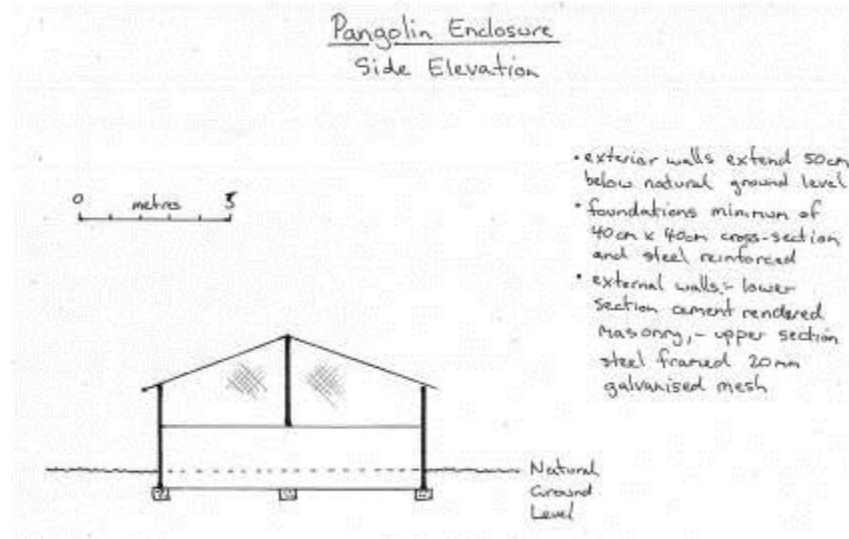 Pangolin Enclosure
Side Elevation
0 metres 5
• exterior walls extend 50cm
below natural ground level
• foundations minimum of
40cm x 40cm cross-section
and steel reinforced
• external walls:- lower
section cement rendered
masonry, - upper section
steel framed 20mm
galvanised mesh
Natural
Ground
Level